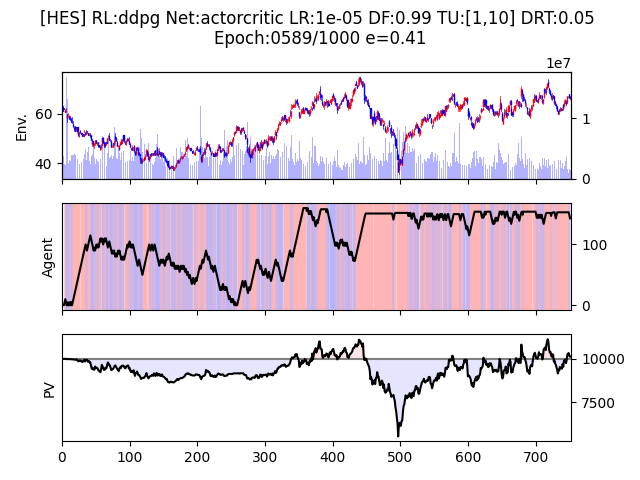 [HES] RL:ddpg Net:actorcritic LR:1e-05 DF:0.99 TU:[1,10] DRT:0.05
Epoch:0589/1000 e=0.41
1e7
Env.
60
40
1
0
Agent
100
0
PV
10000
7500
0 100 200 300 400 500 600 700